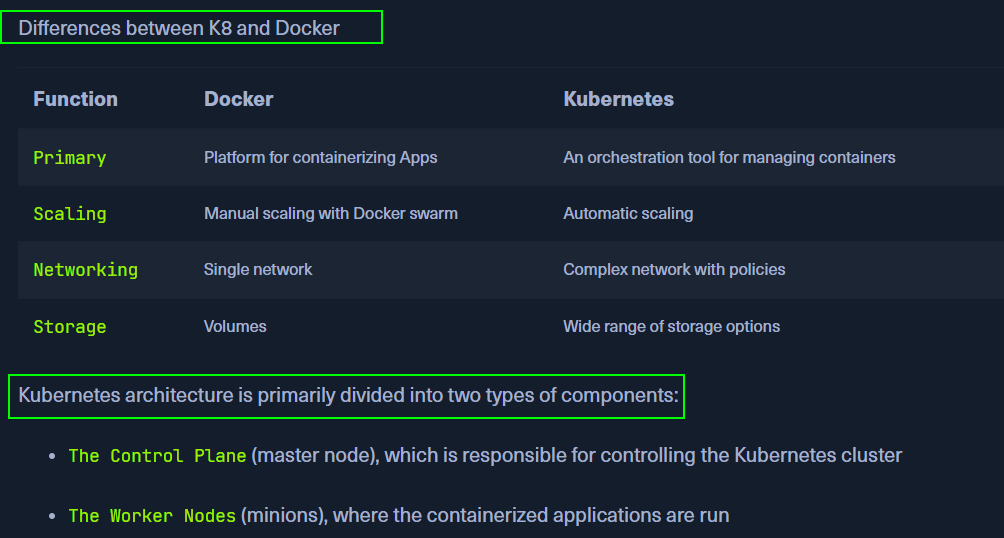 Differences between K8 and Docker
Function Docker Kubernetes
Primary Platform for containerizing Apps An orchestration tool for managing containers
Scaling Manual scaling with Docker swarm Automatic scaling
Networking Single network Complex network with policies
Storage Volumes Wide range of storage options
Kubernetes architecture is primarily divided into two types of components:
• The Control Plane (master node), which is responsible for controlling the Kubernetes cluster
• The Worker Nodes (minions), where the containerized applications are run